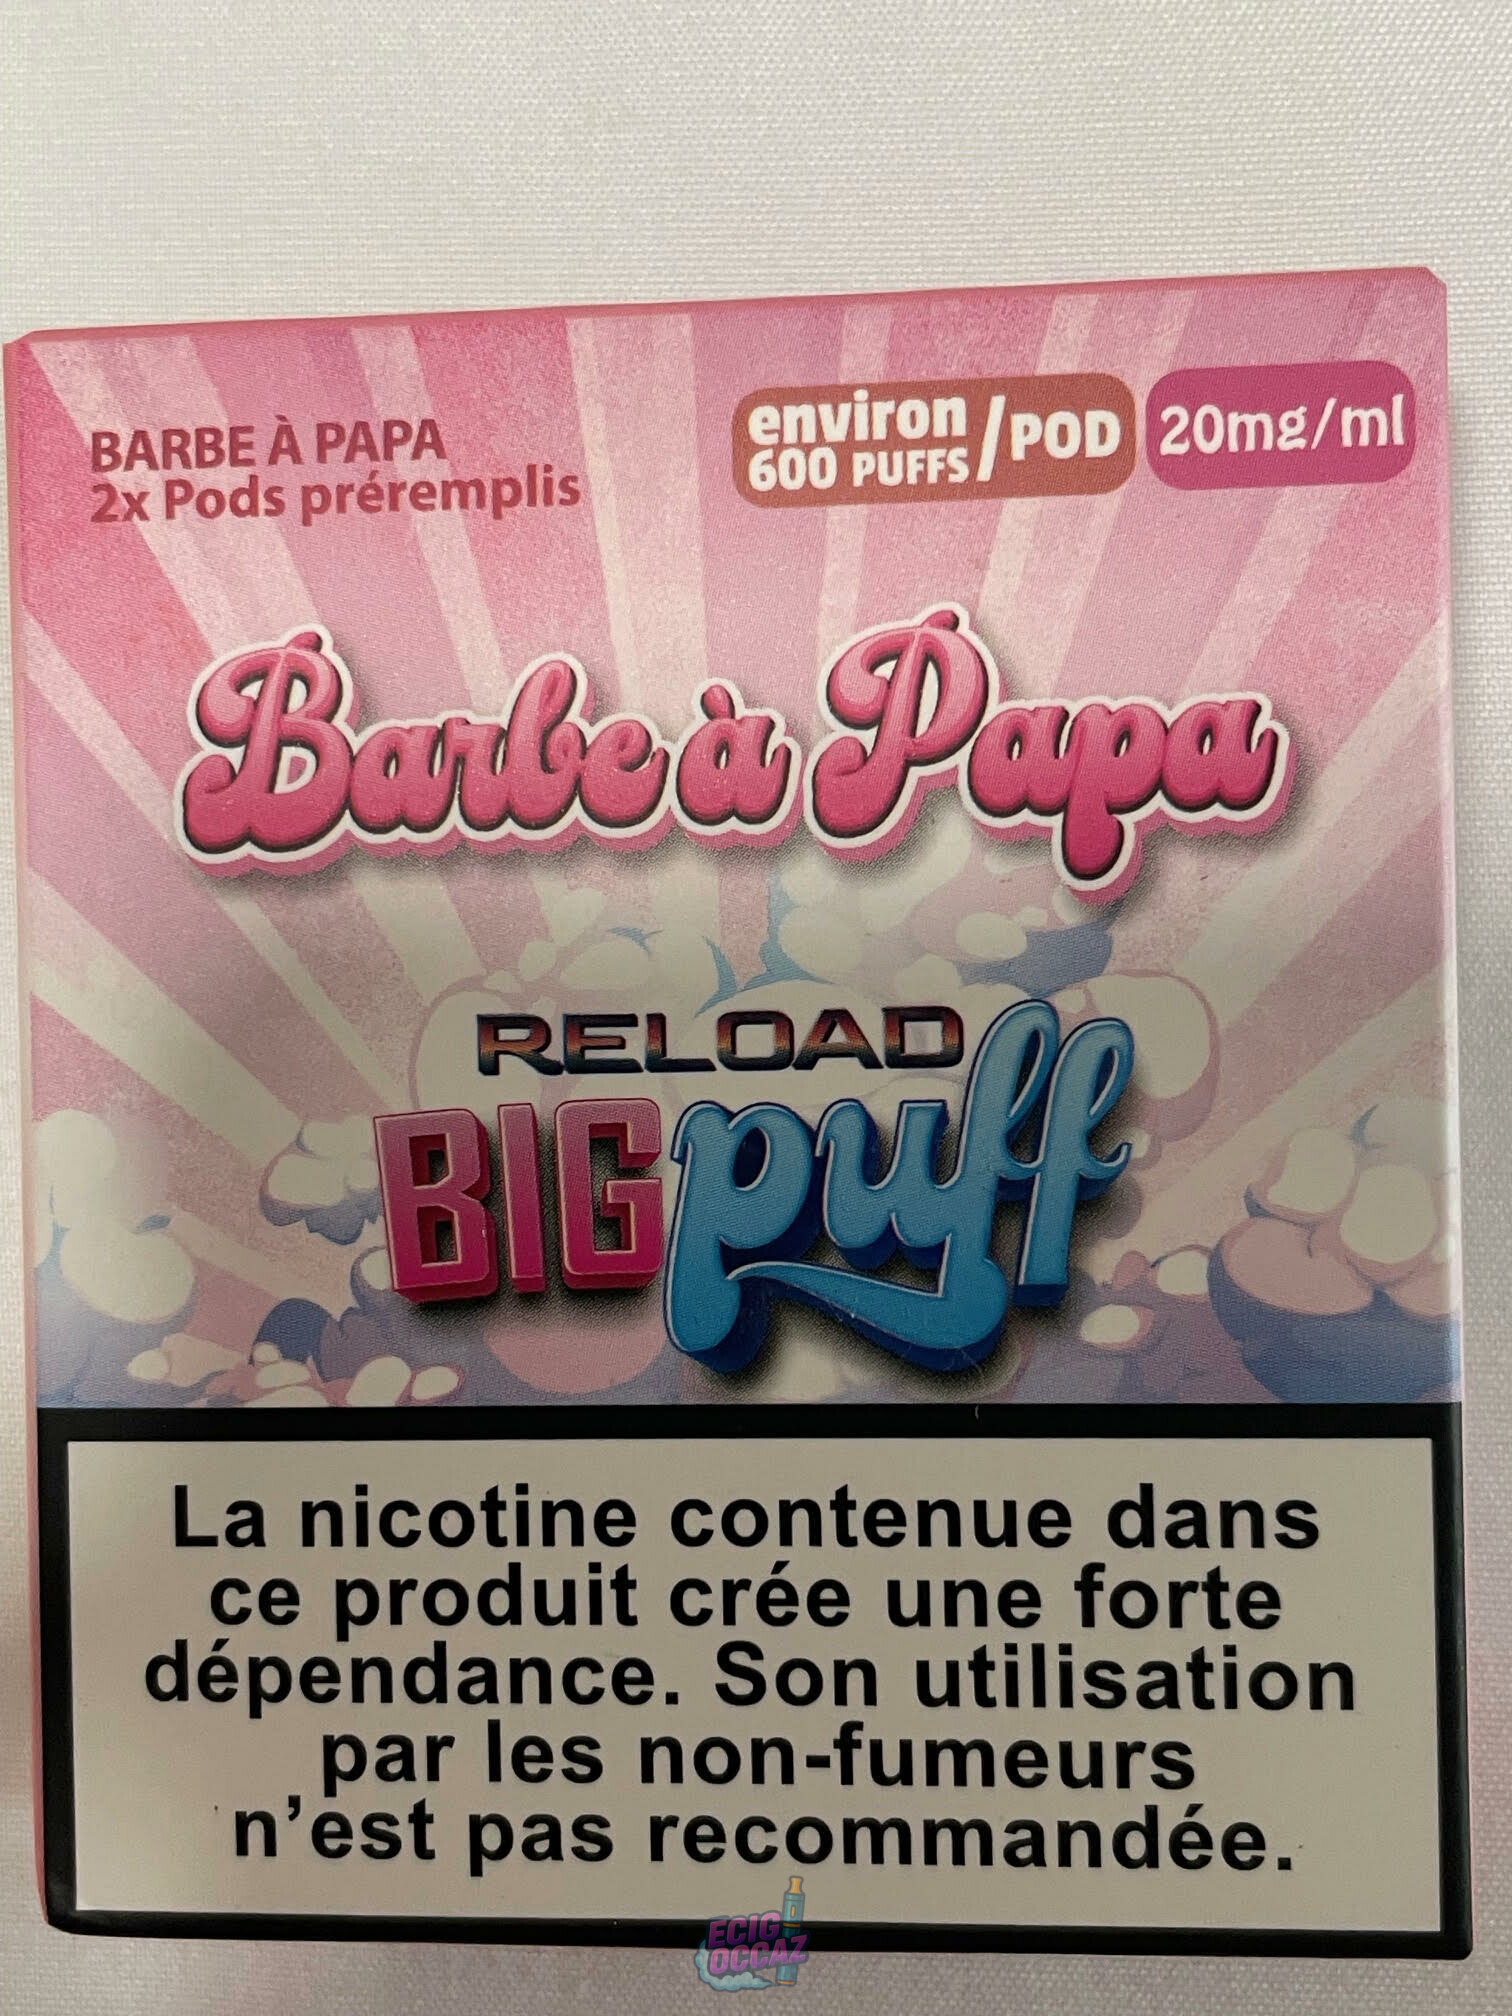 BARBE À PAPA
2x Pods préremplis
environ
600 PUFFS /POD
20mg/ml
Barbe à Papa
RELOAD
BIG puff
La nicotine contenue dans
ce produit crée une forte
dépendance. Son utilisation
par les non-fumeurs
n'est pas recommandée.
ECIG
OCCAZ